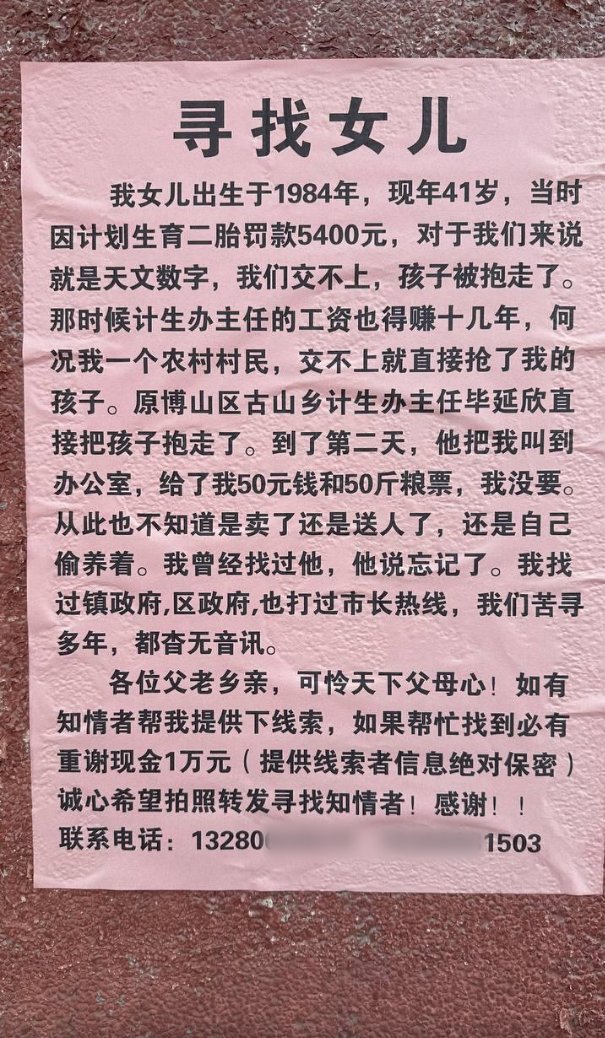 寻找女儿
我女儿出生于1984年，现年41岁，当时
因计划生育二胎罚款5400元，对于我们来说
就是天文数字，我们交不上，孩子被抱走了。
那时候计生办主任的工资也得赚十几年，何
况我一个农村村民，交不上就直接抢了我的
孩子。原博山区古山乡计生办主任毕延欣直
接把孩子抱走了。到了第二天，他把我叫到
办公室，给了我50元钱和50斤粮票，我没要。
从此也不知道是卖了还是送人了，还是自己
偷养着。我曾经找过他，他说忘记了。我找
过镇政府,区政府,也打过市长热线，我们苦寻
多年，都杳无音讯。
各位父老乡亲，可怜天下父母心！如有
知情者帮我提供下线索，如果帮忙找到必有
重谢现金1万元（提供线索者信息绝对保密）
诚心希望拍照转发寻找知情者！感谢！！
联系电话：13280 1503